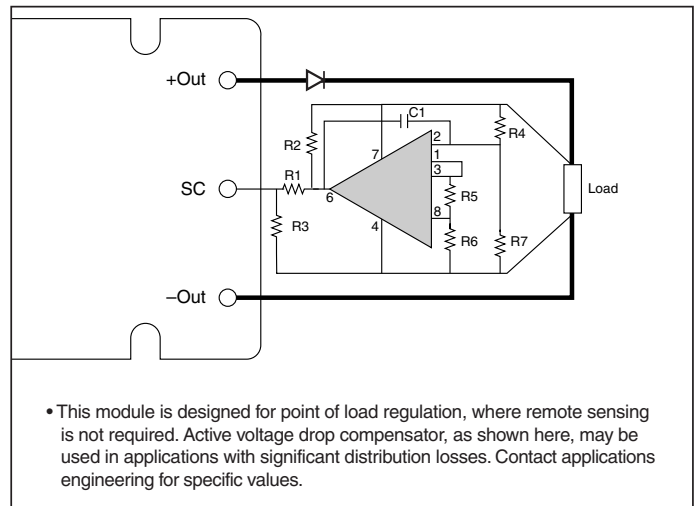 +Out
C1
R2
R4
2
7
1
3
R1
R5
SC
6
Load
8
R3
4
R6
R7
–Out
• This module is designed for point of load regulation, where remote sensing
is not required. Active voltage drop compensator, as shown here, may be
used in applications with significant distribution losses. Contact applications
engineering for specific values.